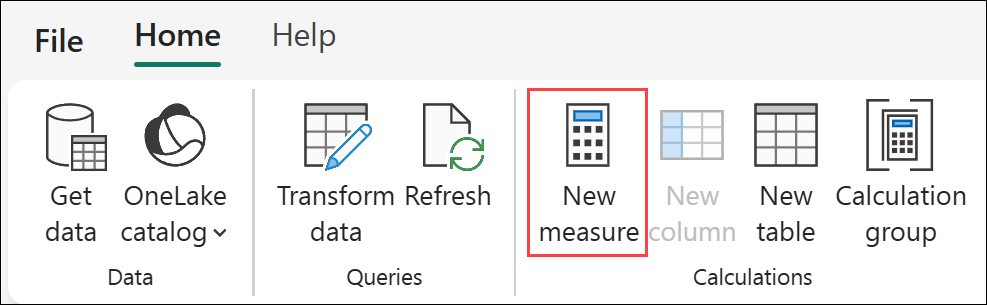 File Home Help
Get data
OneLake catalog
Transform data
Refresh
New measure
New column
New table
Calculation group
Data Queries Calculations